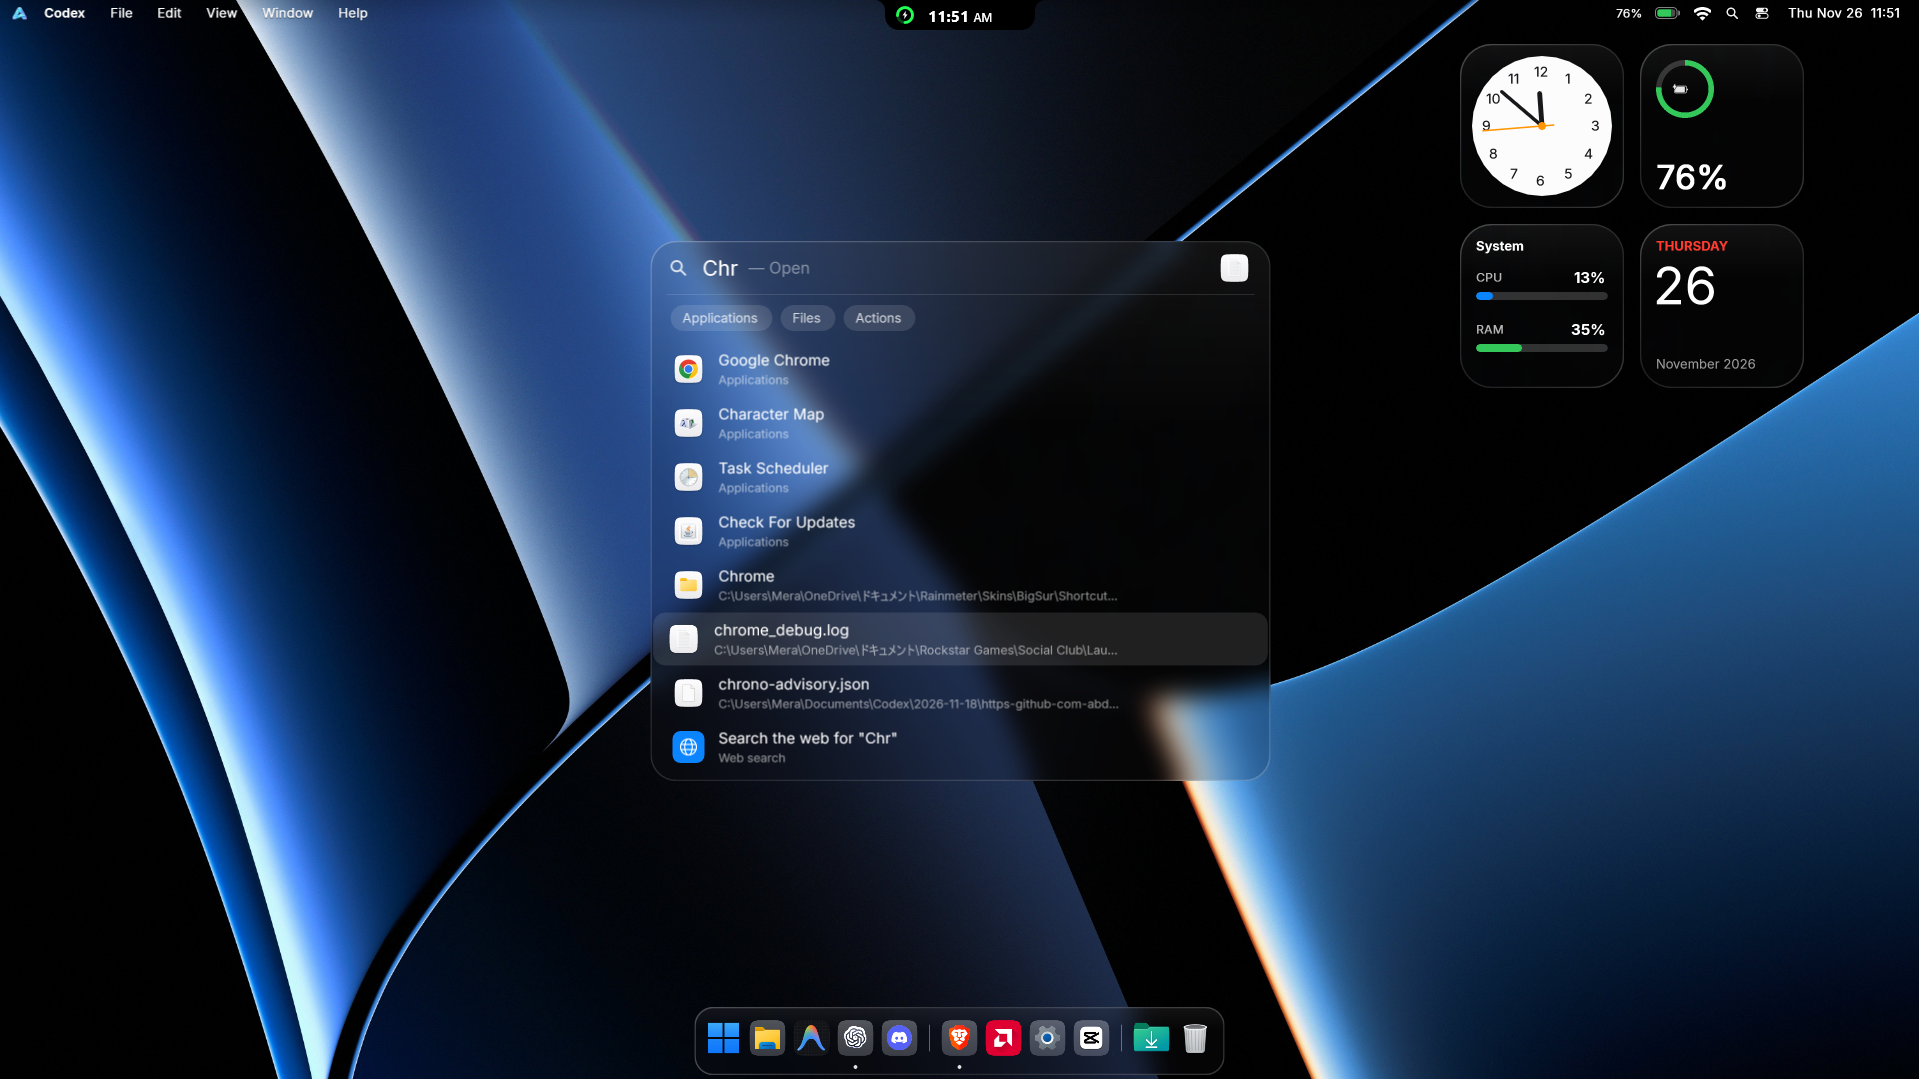 Codex File Edit View Window Help
11:51 AM
76% Thu Nov 26 11:51
12
11 1
10 2
9 3
8 4
7 5
6
76%
System
CPU 13%
RAM 35%
THURSDAY
26
November 2026
Chr — Open
Applications Files Actions
Google Chrome
Applications
Character Map
Applications
Task Scheduler
Applications
Check For Updates
Applications
Chrome
C:\Users\Mera\OneDrive\ドキュメント\Rainmeter\Skins\BigSur\Shortcut...
chrome_debug.log
C:\Users\Mera\OneDrive\ドキュメント\Rockstar Games\Social Club\Lau...
chrono-advisory.json
C:\Users\Mera\Documents\Codex\2026-11-18\https-github-com-abd...
Search the web for "Chr"
Web search